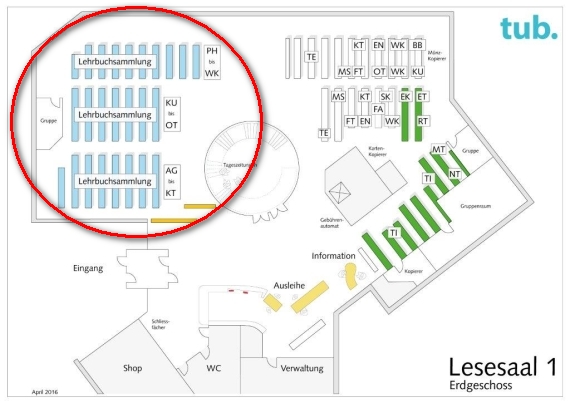 tub.
Lehrbuchsammlung
PH
bis
WK
Gruppe
Lehrbuchsammlung
KU
bis
OT
Lehrbuchsammlung
AG
bis
KT
Tageszeitungen
TE
KT
EN
WK
BB
MS
FT
OT
WK
KU
Münz-
Kopierer
MS
KT
SK
EK
ET
FA
TE
FT
EN
WK
RT
Karten-
Kopierer
MT
Gruppe
TI
NT
Gruppenraum
Gebühren-
automat
TI
Kopierer
Information
Eingang
Ausleihe
Schliess-
fächer
Shop
WC
Verwaltung
Lesesaal 1
Erdgeschoss
April 2016